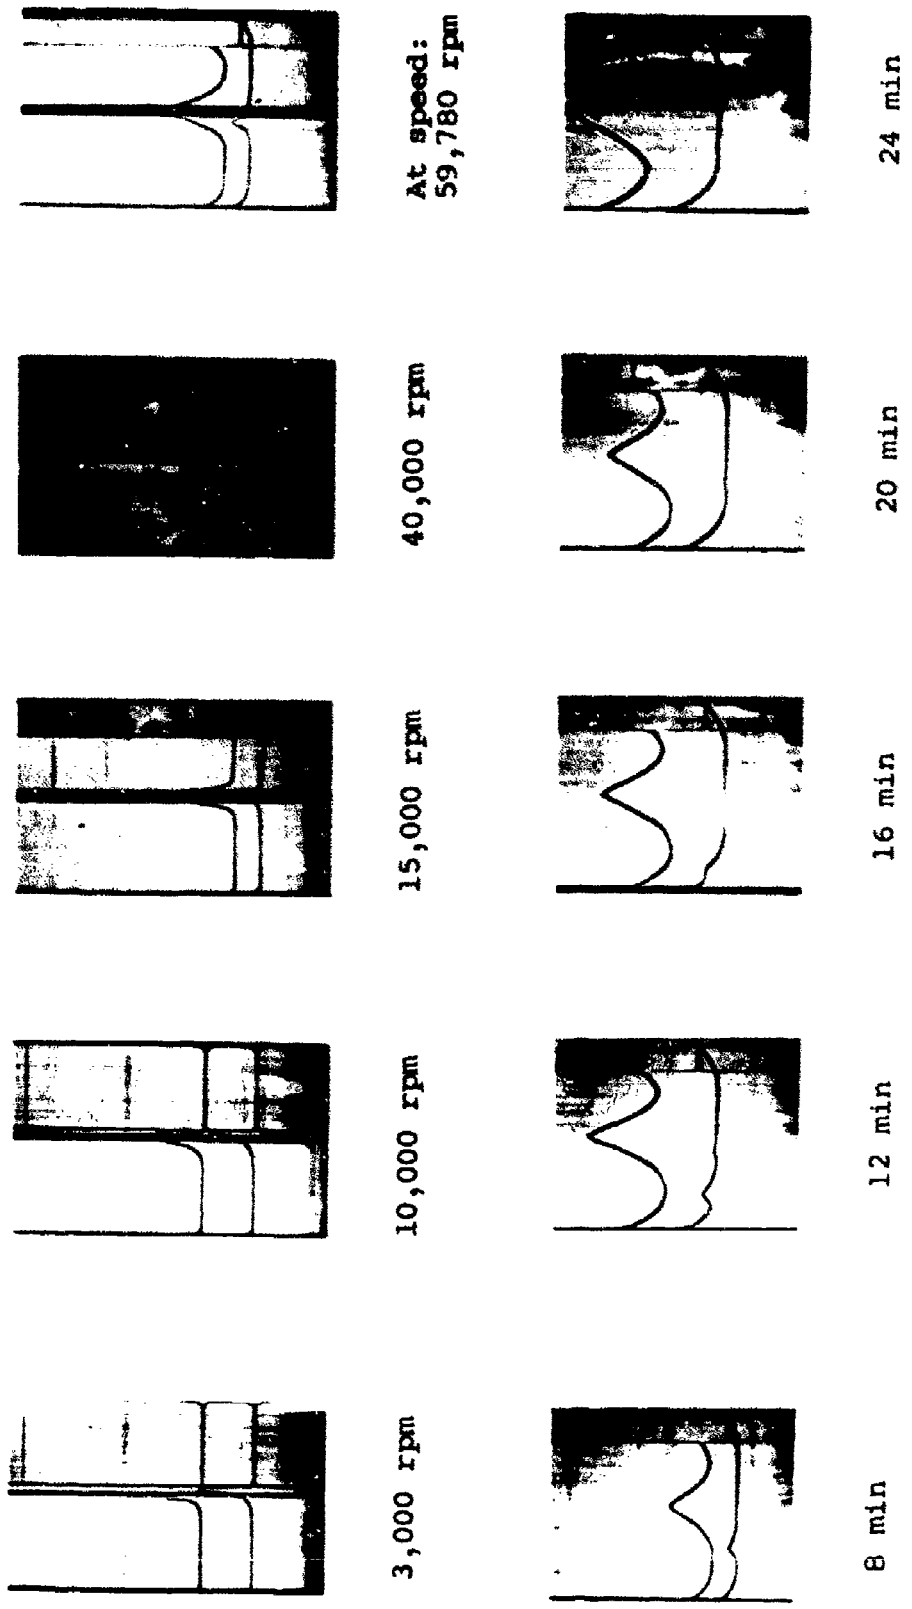 3,000 rpm
10,000 rpm
15,000 rpm
40,000 rpm
At speed:
59,780 rpm
8 min
12 min
16 min
20 min
24 min